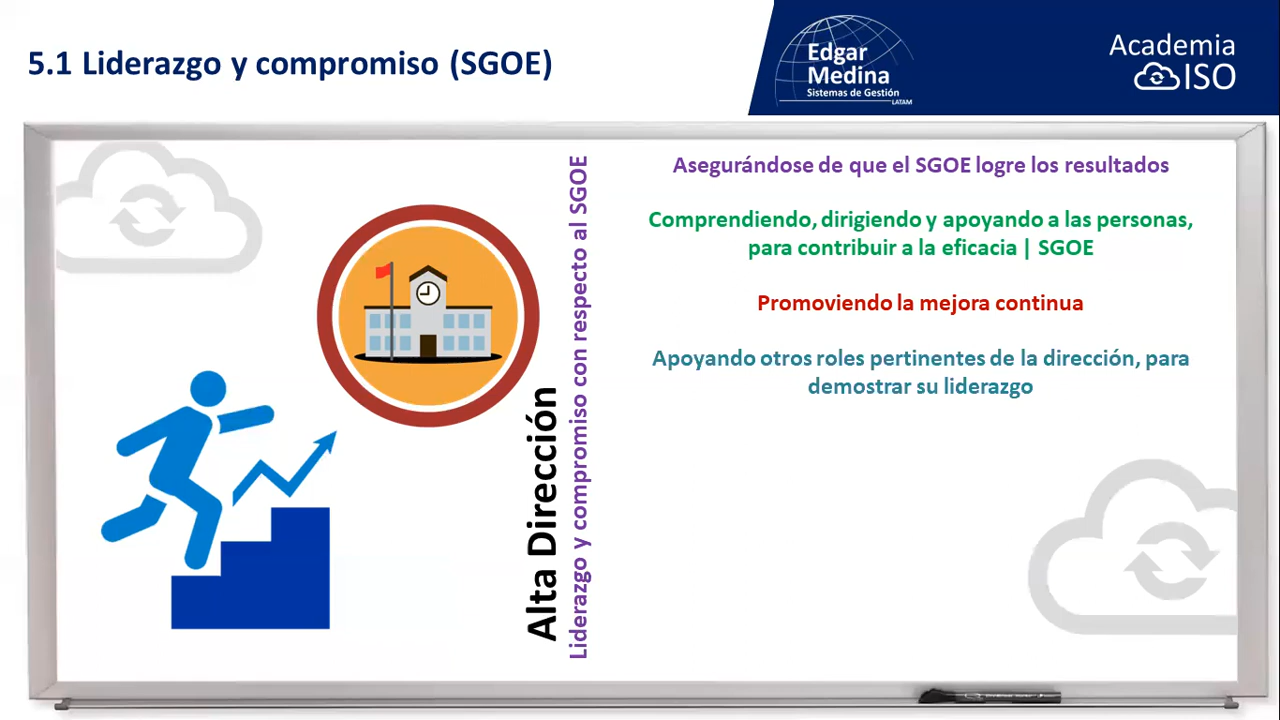 5.1 Liderazgo y compromiso (SGOE)
Edgar
Medina
Sistemas de Gestión
LATAM
Academia
ISO
Alta Dirección
Liderazgo y compromiso con respecto al SGOE
Asegurándose de que el SGOE logre los resultados
Comprendiendo, dirigiendo y apoyando a las personas,
para contribuir a la eficacia | SGOE
Promoviendo la mejora continua
Apoyando otros roles pertinentes de la dirección, para
demostrar su liderazgo